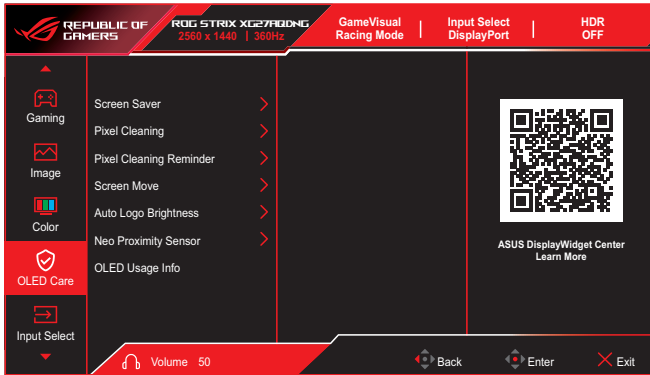 REPUBLIC OF
GAMERS
ROG STRIX XG27AQDNG
2560 x 1440 | 360Hz
GameVisual
Racing Mode
Input Select
DisplayPort
HDR
OFF
Gaming
Image
Color
OLED Care
Input Select
Screen Saver
Pixel Cleaning
Pixel Cleaning Reminder
Screen Move
Auto Logo Brightness
Neo Proximity Sensor
OLED Usage Info
ASUS DisplayWidget Center
Learn More
Volume 50
Back
Enter
Exit